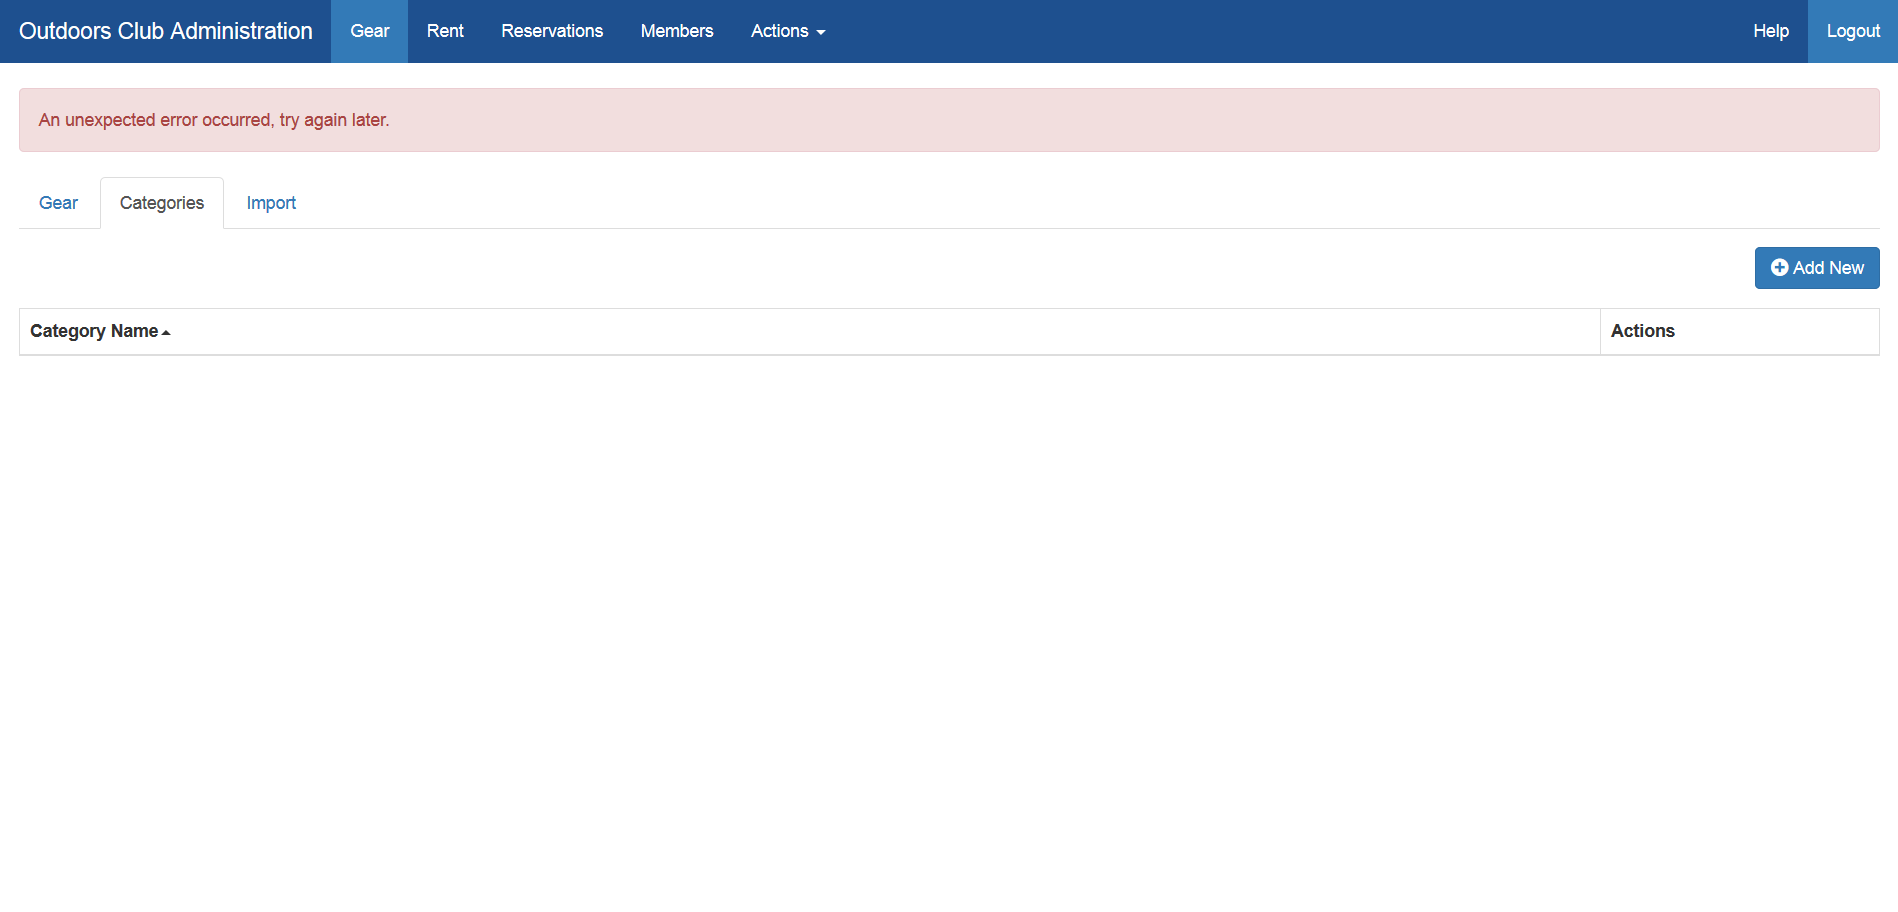 Outdoors Club Administration Gear Rent Reservations Members Actions Help Logout
An unexpected error occurred, try again later.
Gear Categories Import
Add New
Category Name Actions